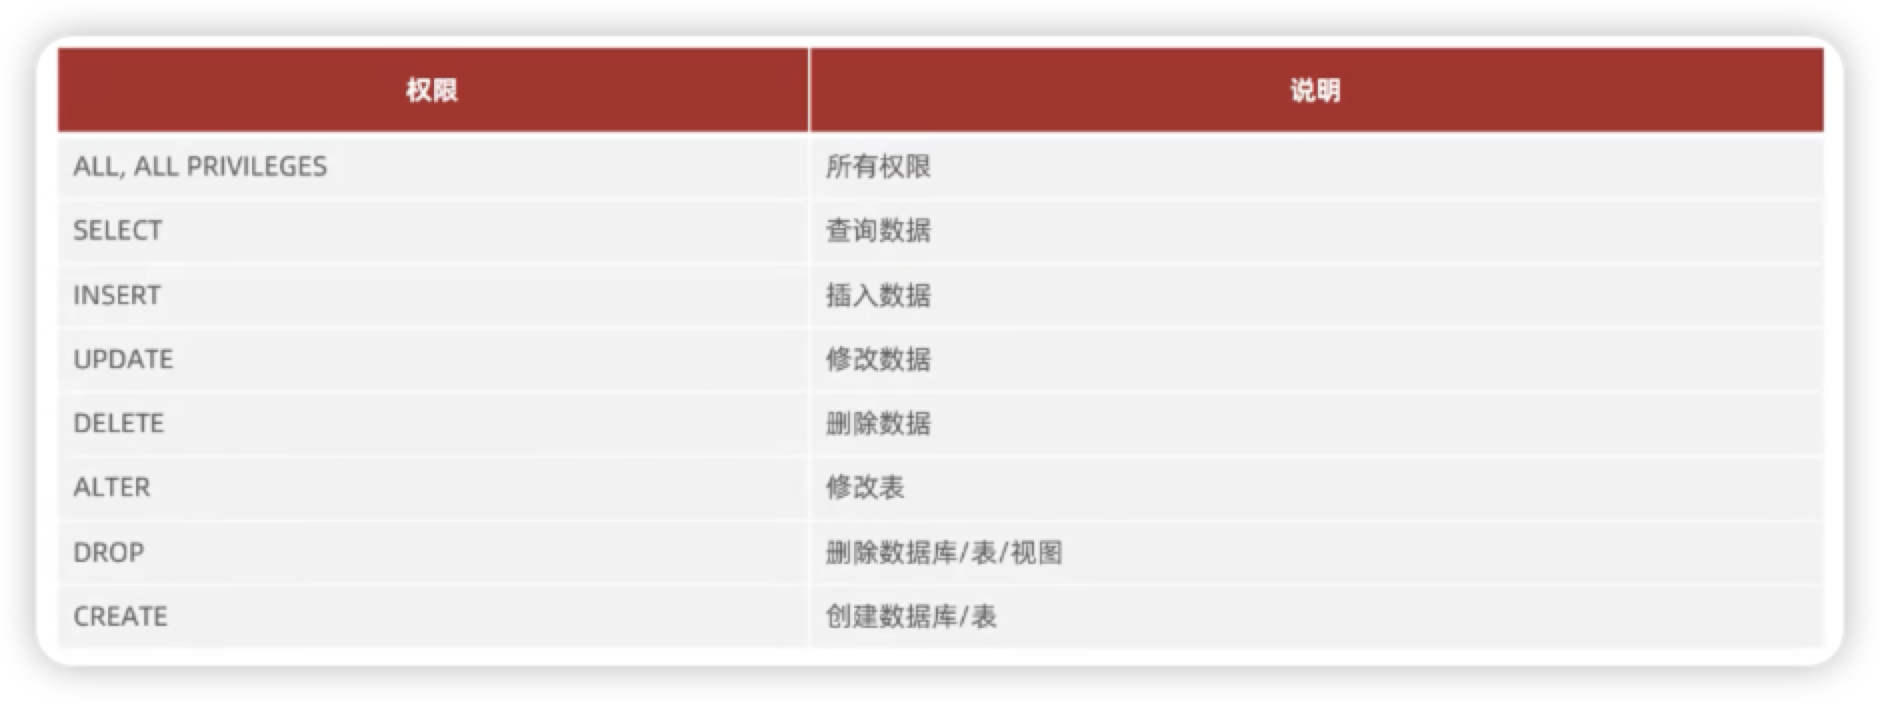 权限 说明
ALL, ALL PRIVILEGES 所有权限
SELECT 查询数据
INSERT 插入数据
UPDATE 修改数据
DELETE 删除数据
ALTER 修改表
DROP 删除数据库/表/视图
CREATE 创建数据库/表